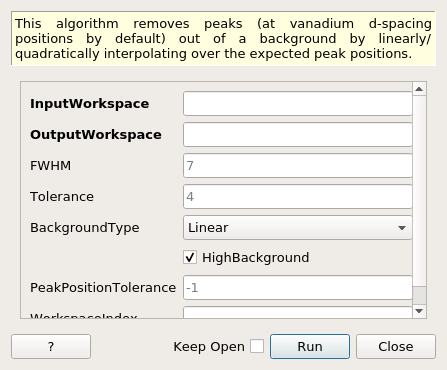 This algorithm removes peaks (at vanadium d-spacing
positions by default) out of a background by linearly/
quadratically interpolating over the expected peak positions.
InputWorkspace
OutputWorkspace
FWHM 7
Tolerance 4
BackgroundType Linear
HighBackground
PeakPositionTolerance -1
WorkspaceIndex
? Keep Open Run Close